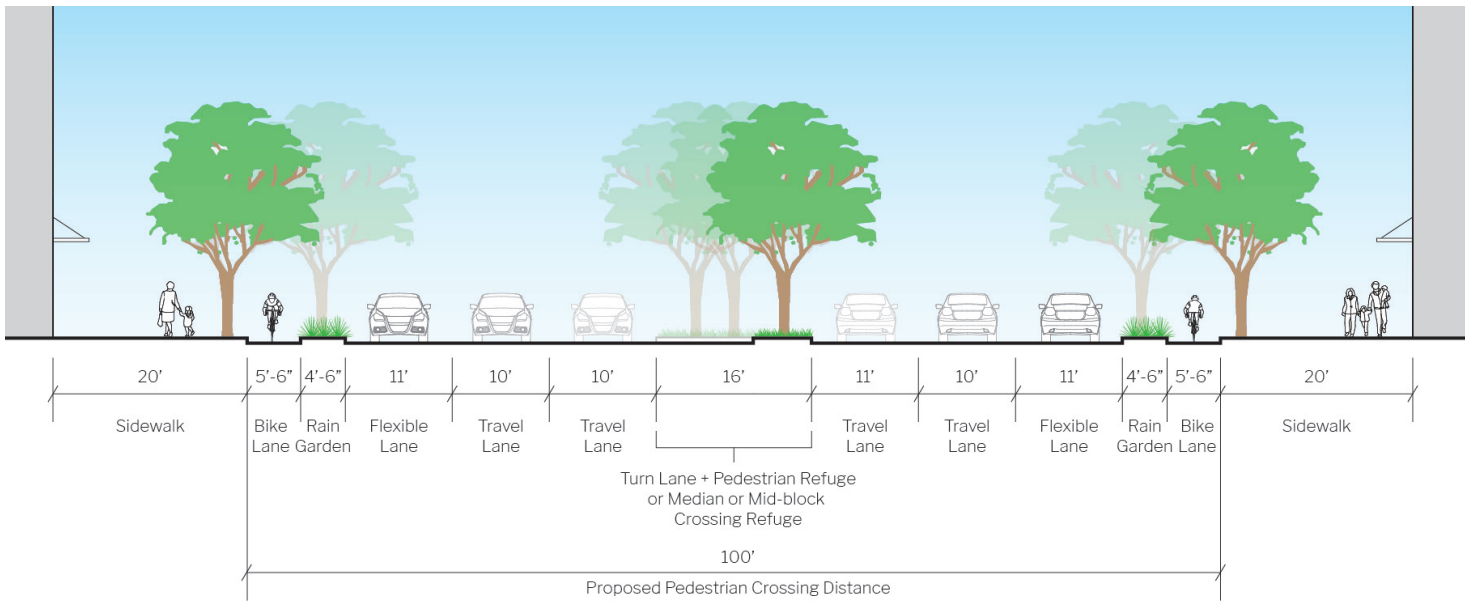 20’ 5’-6” 4’-6” 11’ 10’ 10’ 16’ 11’ 10’ 11’ 4’-6” 5’-6” 20’
Sidewalk
Bike
Lane
Rain
Garden
Flexible
Lane
Travel
Lane
Travel
Lane
Travel
Lane
Travel
Lane
Flexible
Lane
Rain
Garden
Bike
Lane
Sidewalk
Turn Lane + Pedestrian Refuge
or Median or Mid-block
Crossing Refuge
100’
Proposed Pedestrian Crossing Distance